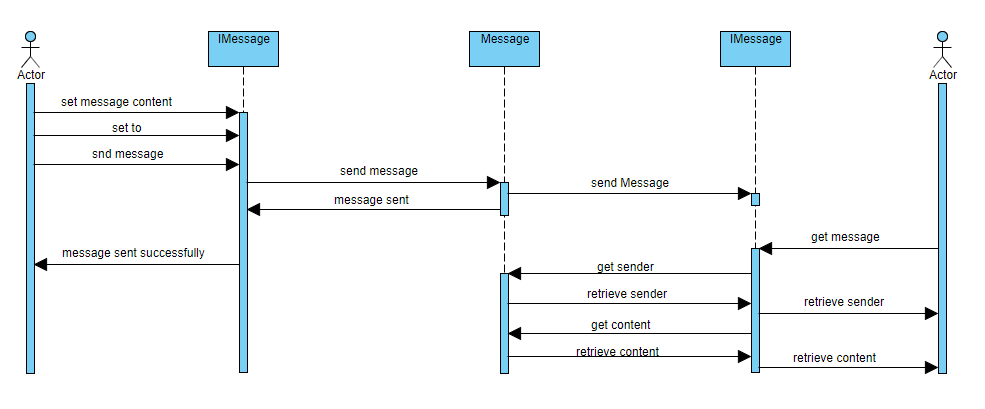 IMessage
Message
IMessage
Actor
Actor
set message content
set to
snd message
send message
send Message
message sent
get message
message sent successfully
get sender
retrieve sender
retrieve sender
get content
retrieve content
retrieve content